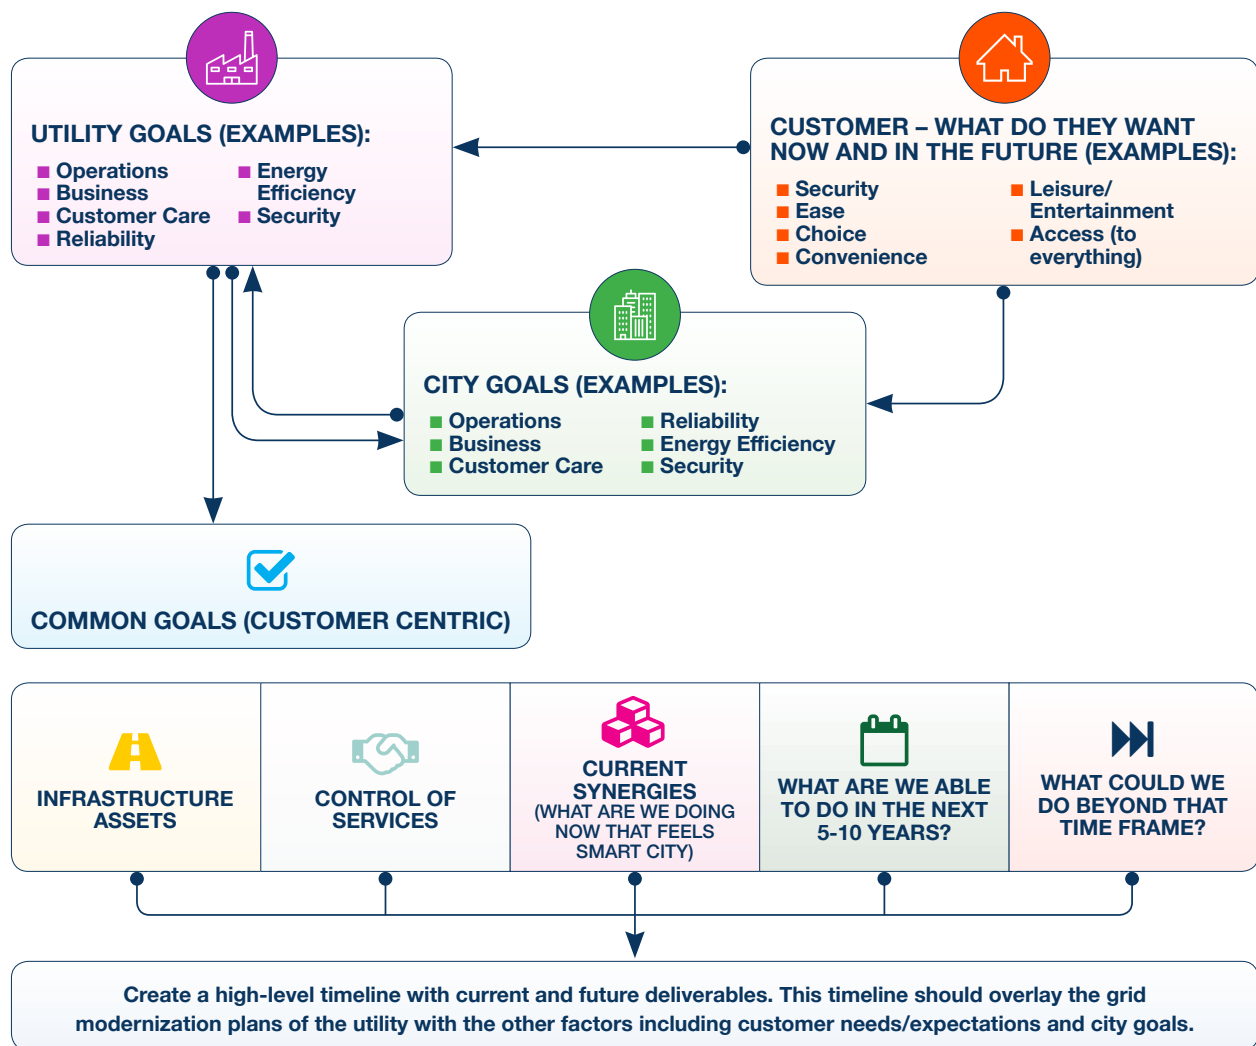 UTILITY GOALS (EXAMPLES):
Operations
Business
Customer Care
Reliability
Energy
Efficiency
Security
CUSTOMER – WHAT DO THEY WANT
NOW AND IN THE FUTURE (EXAMPLES):
Security
Ease
Choice
Convenience
Leisure/
Entertainment
Access (to
everything)
CITY GOALS (EXAMPLES):
Operations
Business
Customer Care
Reliability
Energy Efficiency
Security
COMMON GOALS (CUSTOMER CENTRIC)
INFRASTRUCTURE
ASSETS
CONTROL OF
SERVICES
CURRENT
SYNERGIES
(WHAT ARE WE DOING
NOW THAT FEELS
SMART CITY)
WHAT ARE WE ABLE
TO DO IN THE NEXT
5-10 YEARS?
WHAT COULD WE
DO BEYOND THAT
TIME FRAME?
Create a high-level timeline with current and future deliverables. This timeline should overlay the grid
modernization plans of the utility with the other factors including customer needs/expectations and city goals.